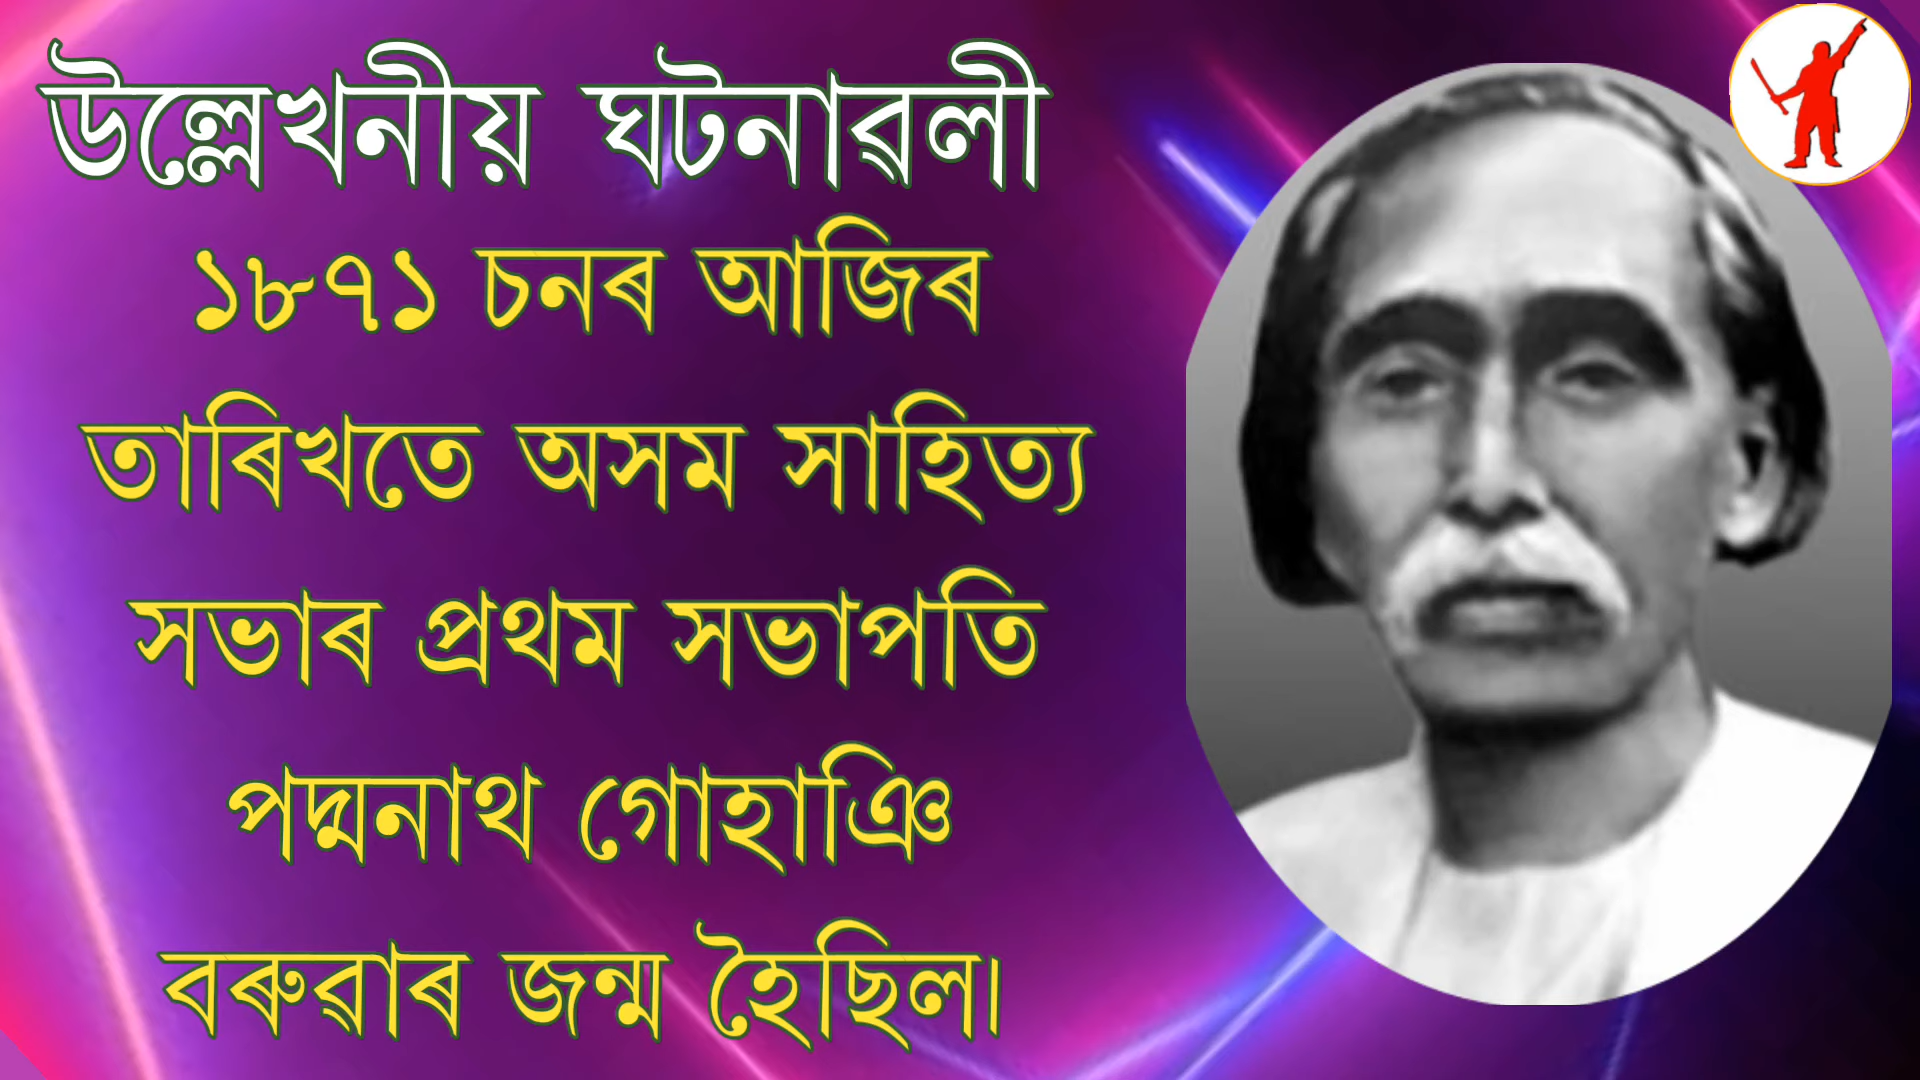 উল্লেখনীয় ঘটনাৱলী
১৮৭১ চনৰ আজিৰ
তাৰিখতে অসম সাহিত্য
সভাৰ প্ৰথম সভাপতি
পদ্মনাথ গোহাঞি
বৰুৱাৰ জন্ম হৈছিল।